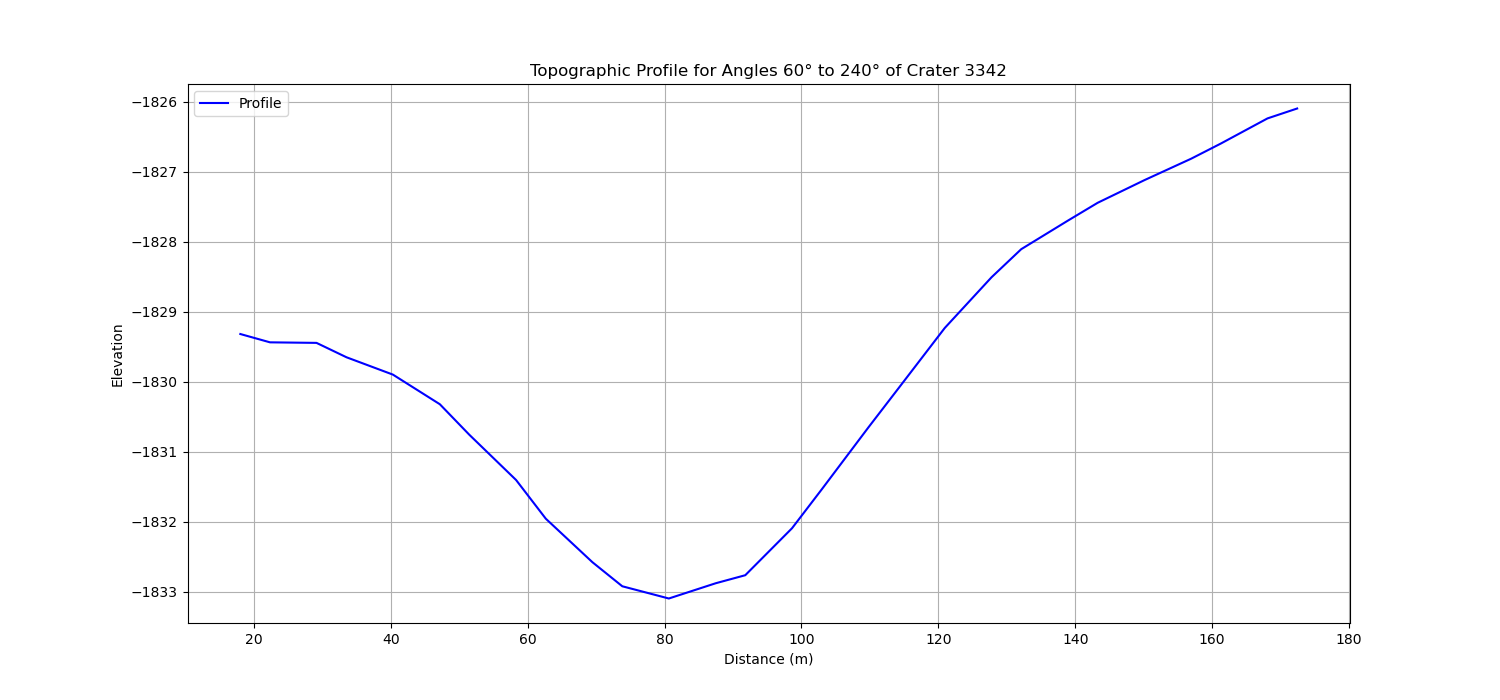 Topographic Profile for Angles 60° to 240° of Crater 3342
Profile
−1826
−1827
−1828
−1829
−1830
−1831
−1832
−1833
Elevation
20 40 60 80 100 120 140 160 180
Distance (m)